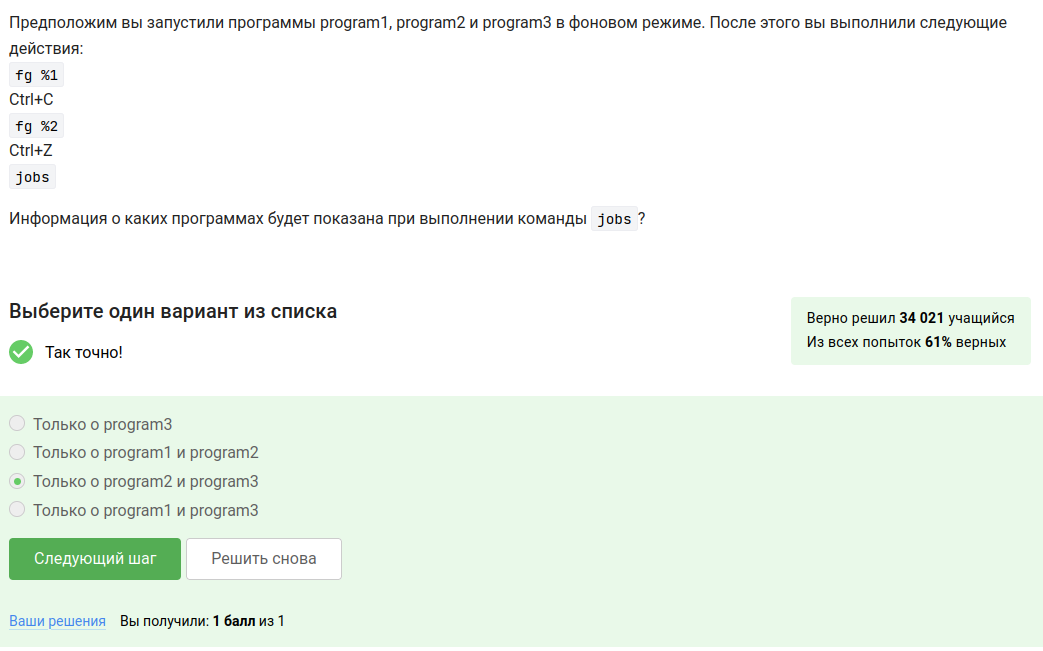 Предположим вы запустили программы program1, program2 и program3 в фоновом режиме. После этого вы выполнили следующие
действия:
fg %1
Ctrl+C
fg %2
Ctrl+Z
jobs
Информация о каких программах будет показана при выполнении команды jobs?
Выберите один вариант из списка
Так точно!
Верно решил 34 021 учащийся
Из всех попыток 61% верных
Только о program3
Только о program1 и program2
Только о program2 и program3
Только о program1 и program3
Следующий шаг
Решить снова
Ваши решения Вы получили: 1 балл из 1